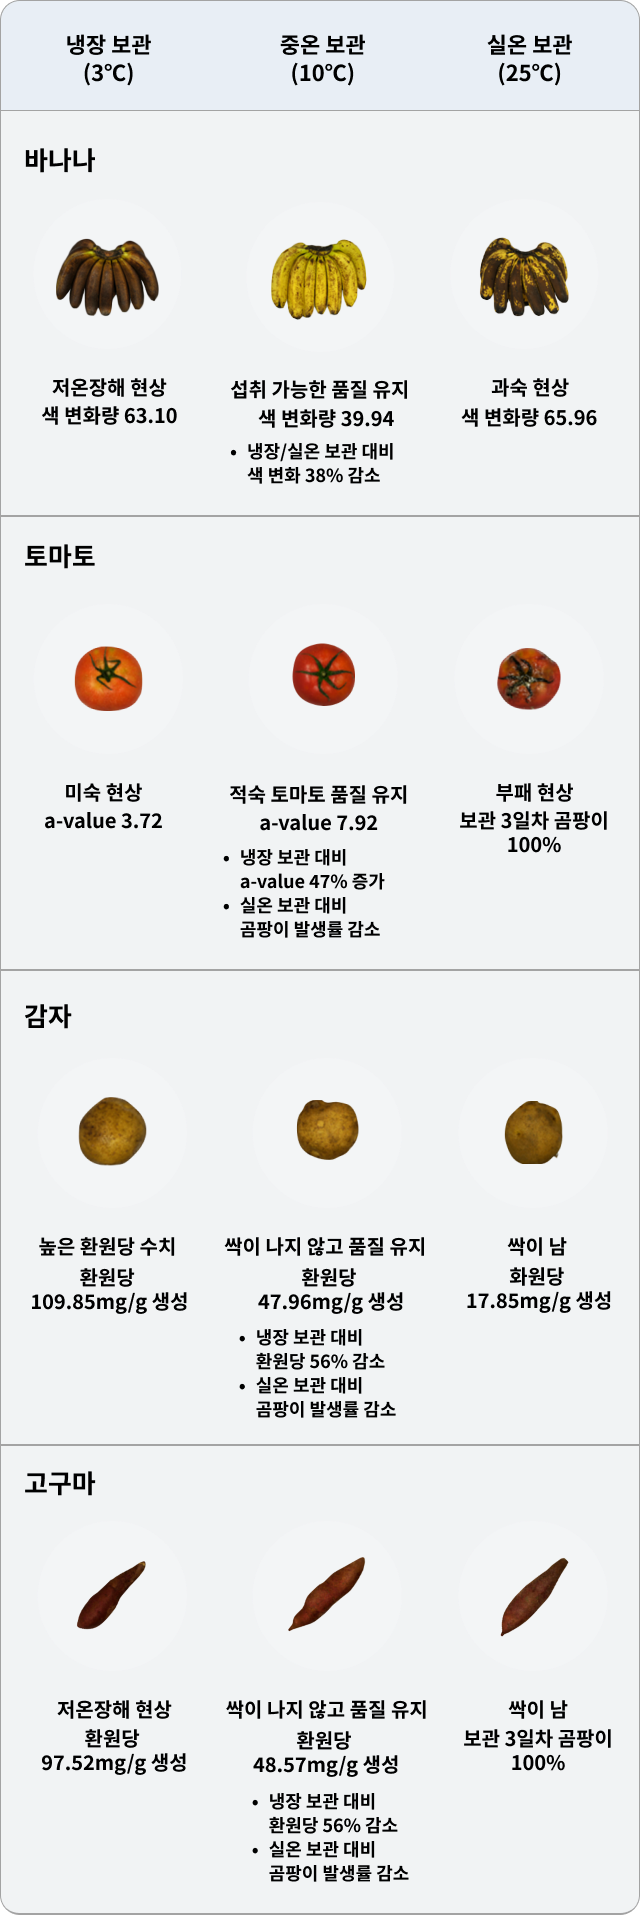 냉장 보관
(3℃)
중온 보관
(10℃)
실온 보관
(25℃)
바나나
저온장해 현상
색 변화량 63.10
섭취 가능한 품질 유지
색 변화량 39.94
• 냉장/실온 보관 대비
색 변화 38% 감소
과숙 현상
색 변화량 65.96
토마토
미숙 현상
a-value 3.72
적숙 토마토 품질 유지
a-value 7.92
• 냉장 보관 대비
a-value 47% 증가
• 실온 보관 대비
곰팡이 발생률 감소
부패 현상
보관 3일차 곰팡이
100%
감자
높은 환원당 수치
환원당
109.85mg/g 생성
싹이 나지 않고 품질 유지
환원당
47.96mg/g 생성
• 냉장 보관 대비
환원당 56% 감소
• 실온 보관 대비
곰팡이 발생률 감소
싹이 남
화원당
17.85mg/g 생성
고구마
저온장해 현상
환원당
97.52mg/g 생성
싹이 나지 않고 품질 유지
환원당
48.57mg/g 생성
• 냉장 보관 대비
환원당 56% 감소
• 실온 보관 대비
곰팡이 발생률 감소
싹이 남
보관 3일차 곰팡이
100%